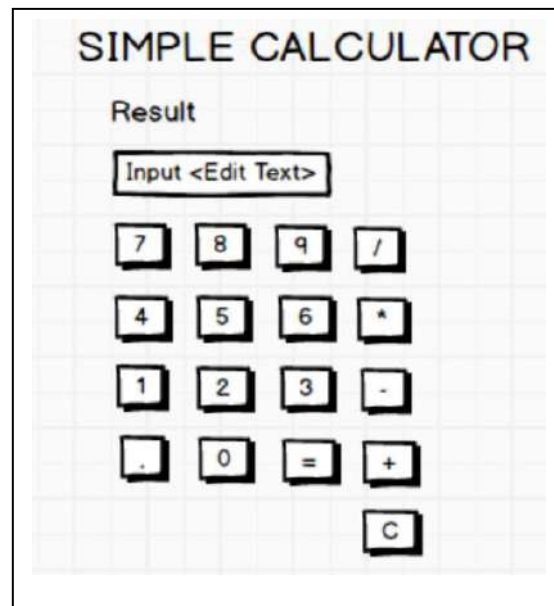 SIMPLE CALCULATOR
Result
Input <Edit Text>
7 8 9 /
4 5 6 *
1 2 3 -
. 0 = +
C